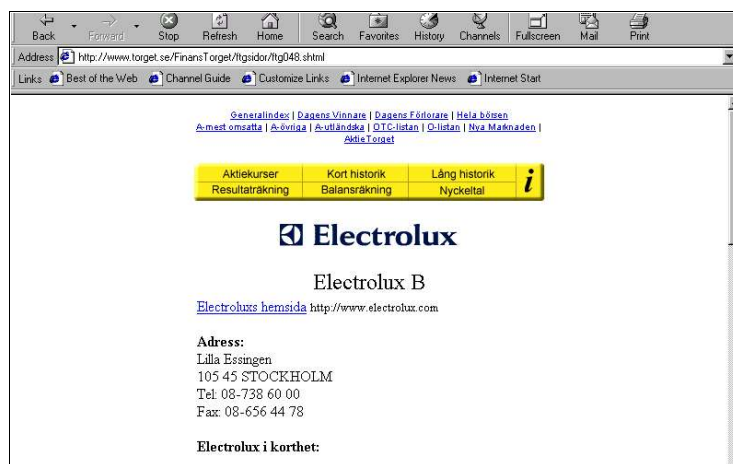 Back Forward Stop Refresh Home Search Favorites History Channels Fullscreen Mail Print
Address http://www.torget.se/FinansTorget/ftgsidor/ftg048.shtml
Links Best of the Web Channel Guide Customize Links Internet Explorer News Internet Start
Generalindex | Dagens Vinnare | Dagens Förlorare | Hela börsen
A-mest omsatta | A-övriga | A-utländska | OTC-listan | O-listan | Nya Marknaden |
AktieTorget
Aktiekurser Kort historik Lång historik i
Resultaträkning Balansräkning Nyckeltal
Electrolux
Electrolux B
Electroluxs hemsida http://www.electrolux.com
Adress:
Lilla Essingen
105 45 STOCKHOLM
Tel: 08-738 60 00
Fax: 08-656 44 78
Electrolux i korthet: